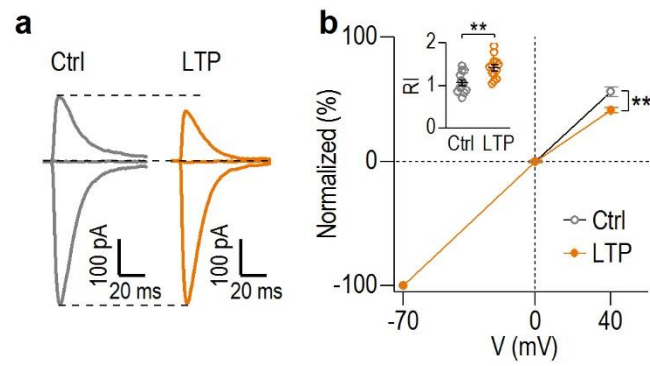 a
Ctrl
LTP
100 pA
20 ms
100 pA
20 ms
b
100
0
-100
Normalized (%)
-70
0
40
V (mV)
2
1
0
RI
**
Ctrl LTP
**
Ctrl
LTP